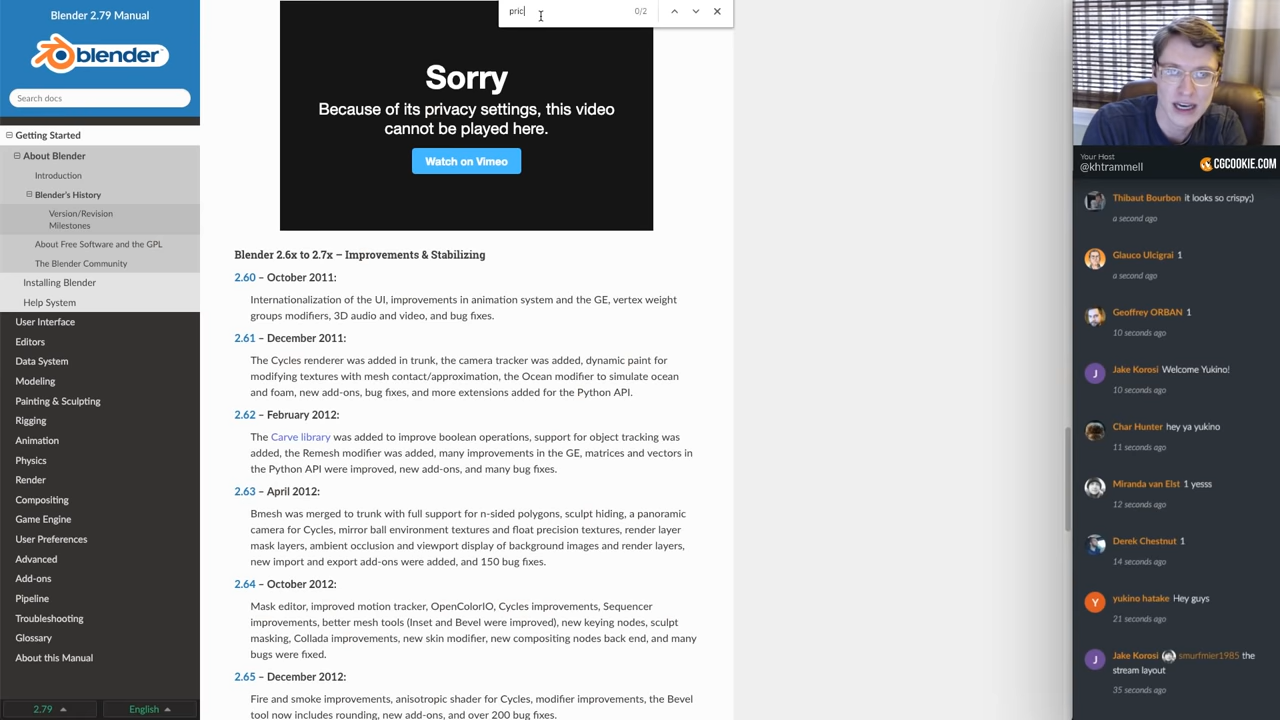 Blender 2.79 Manual
blender
Search docs
Getting Started
About Blender
Introduction
Blender's History
Version/Revision
Milestones
About Free Software and the GPL
The Blender Community
Installing Blender
Help System
User Interface
Editors
Data System
Modeling
Painting & Sculpting
Rigging
Animation
Physics
Render
Compositing
Game Engine
User Preferences
Advanced
Add-ons
Pipeline
Troubleshooting
Glossary
About this Manual
2.79
English
pric
0/2
Sorry
Because of its privacy settings, this video
cannot be played here.
Watch on Vimeo
Blender 2.6x to 2.7x – Improvements & Stabilizing
2.60 – October 2011:
Internationalization of the UI, improvements in animation system and the GE, vertex weight
groups modifiers, 3D audio and video, and bug fixes.
2.61 – December 2011:
The Cycles renderer was added in trunk, the camera tracker was added, dynamic paint for
modifying textures with mesh contact/approximation, the Ocean modifier to simulate ocean
and foam, new add-ons, bug fixes, and more extensions added for the Python API.
2.62 – February 2012:
The Carve library was added to improve boolean operations, support for object tracking was
added, the Remesh modifier was added, many improvements in the GE, matrices and vectors in
the Python API were improved, new add-ons, and many bug fixes.
2.63 – April 2012:
Bmesh was merged to trunk with full support for n-sided polygons, sculpt hiding, a panoramic
camera for Cycles, mirror ball environment textures and float precision textures, render layer
mask layers, ambient occlusion and viewport display of background images and render layers,
new import and export add-ons were added, and 150 bug fixes.
2.64 – October 2012:
Mask editor, improved motion tracker, OpenColorIO, Cycles improvements, Sequencer
improvements, better mesh tools (Inset and Bevel were improved), new keying nodes, sculpt
masking, Collada improvements, new skin modifier, new compositing nodes back end, and many
bugs were fixed.
2.65 – December 2012:
Fire and smoke improvements, anisotropic shader for Cycles, modifier improvements, the Bevel
tool now includes rounding, new add-ons, and over 200 bug fixes.
Your Host
@khtrammell
CGCOOKIE.COM
Thibaut Bourbon it looks so crispy;)
a second ago
Glauco Ulcigrai 1
a second ago
Geoffrey ORBAN 1
10 seconds ago
J
Jake Korosi Welcome Yukino!
10 seconds ago
Char Hunter hey ya yukino
11 seconds ago
Miranda van Elst 1 yesss
12 seconds ago
Derek Chestnut 1
14 seconds ago
Y
yukino hatake Hey guys
21 seconds ago
J
Jake Korosi smurfmier1985 the
stream layout
35 seconds ago